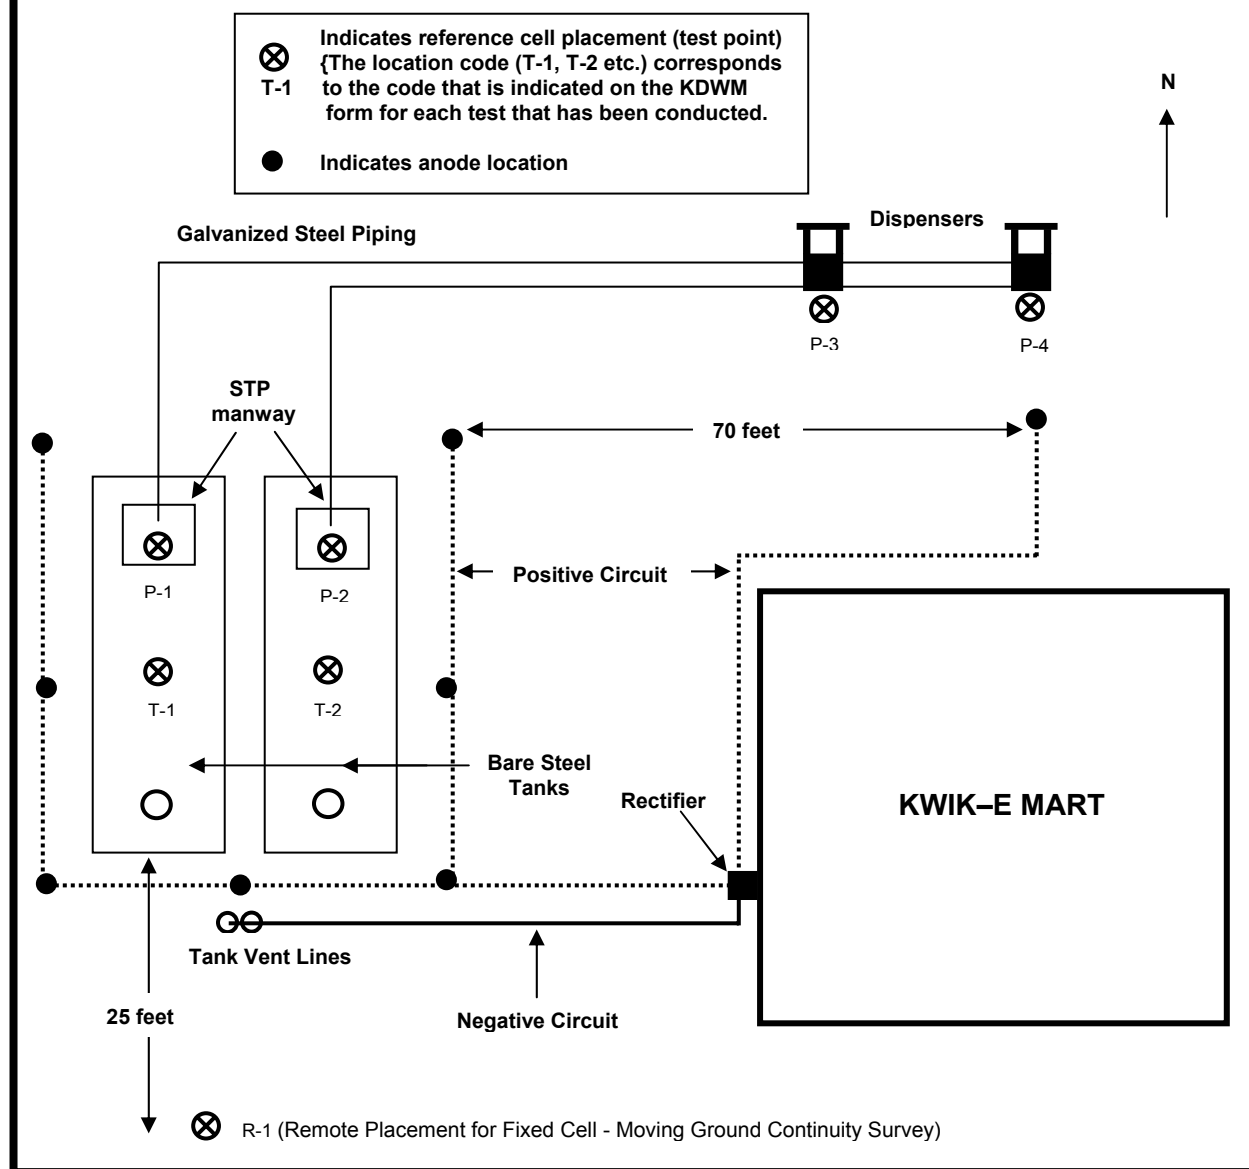 Indicates reference cell placement (test point)
{The location code (T-1, T-2 etc.) corresponds
T-1 to the code that is indicated on the KDWM
form for each test that has been conducted.
Indicates anode location
N
Galvanized Steel Piping
Dispensers
P-3
P-4
STP
manway
70 feet
Positive Circuit
P-1
P-2
T-1
T-2
Bare Steel
Tanks
Rectifier
KWIK–E MART
Tank Vent Lines
25 feet
Negative Circuit
R-1 (Remote Placement for Fixed Cell - Moving Ground Continuity Survey)